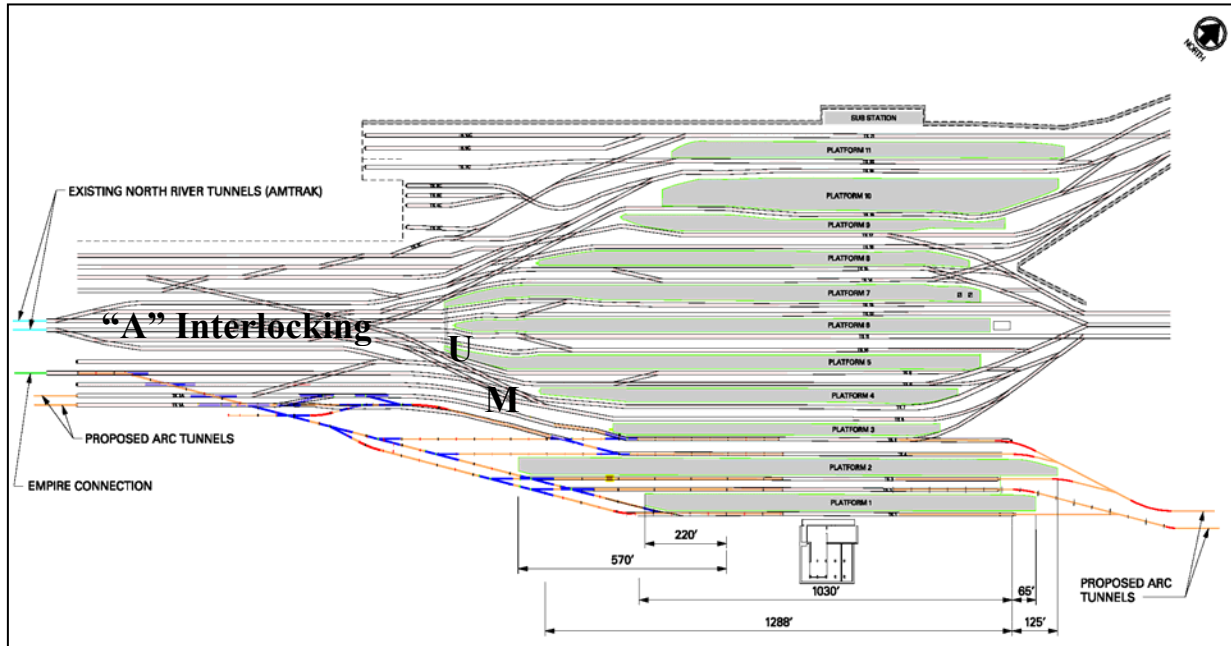 NORTH
SUB STATION
PLATFORM 11
PLATFORM 10
PLATFORM 9
PLATFORM 8
PLATFORM 7
PLATFORM 6
PLATFORM 5
PLATFORM 4
PLATFORM 3
PLATFORM 2
PLATFORM 1
EXISTING NORTH RIVER TUNNELS (AMTRAK)
“A” Interlocking
U
M
PROPOSED ARC TUNNELS
EMPIRE CONNECTION
220’
570’
1030’
65’
1288’
125’
PROPOSED ARC
TUNNELS